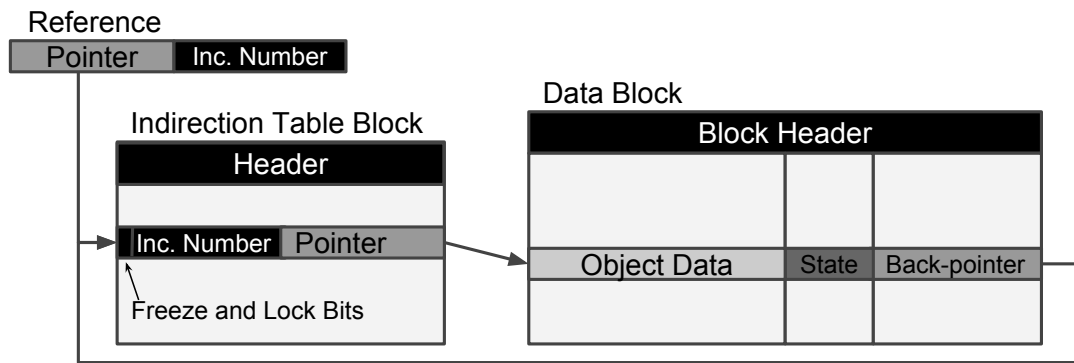 Reference
Pointer Inc. Number
Data Block
Indirection Table Block
Block Header
Header
Inc. Number Pointer
Object Data State Back-pointer
Freeze and Lock Bits